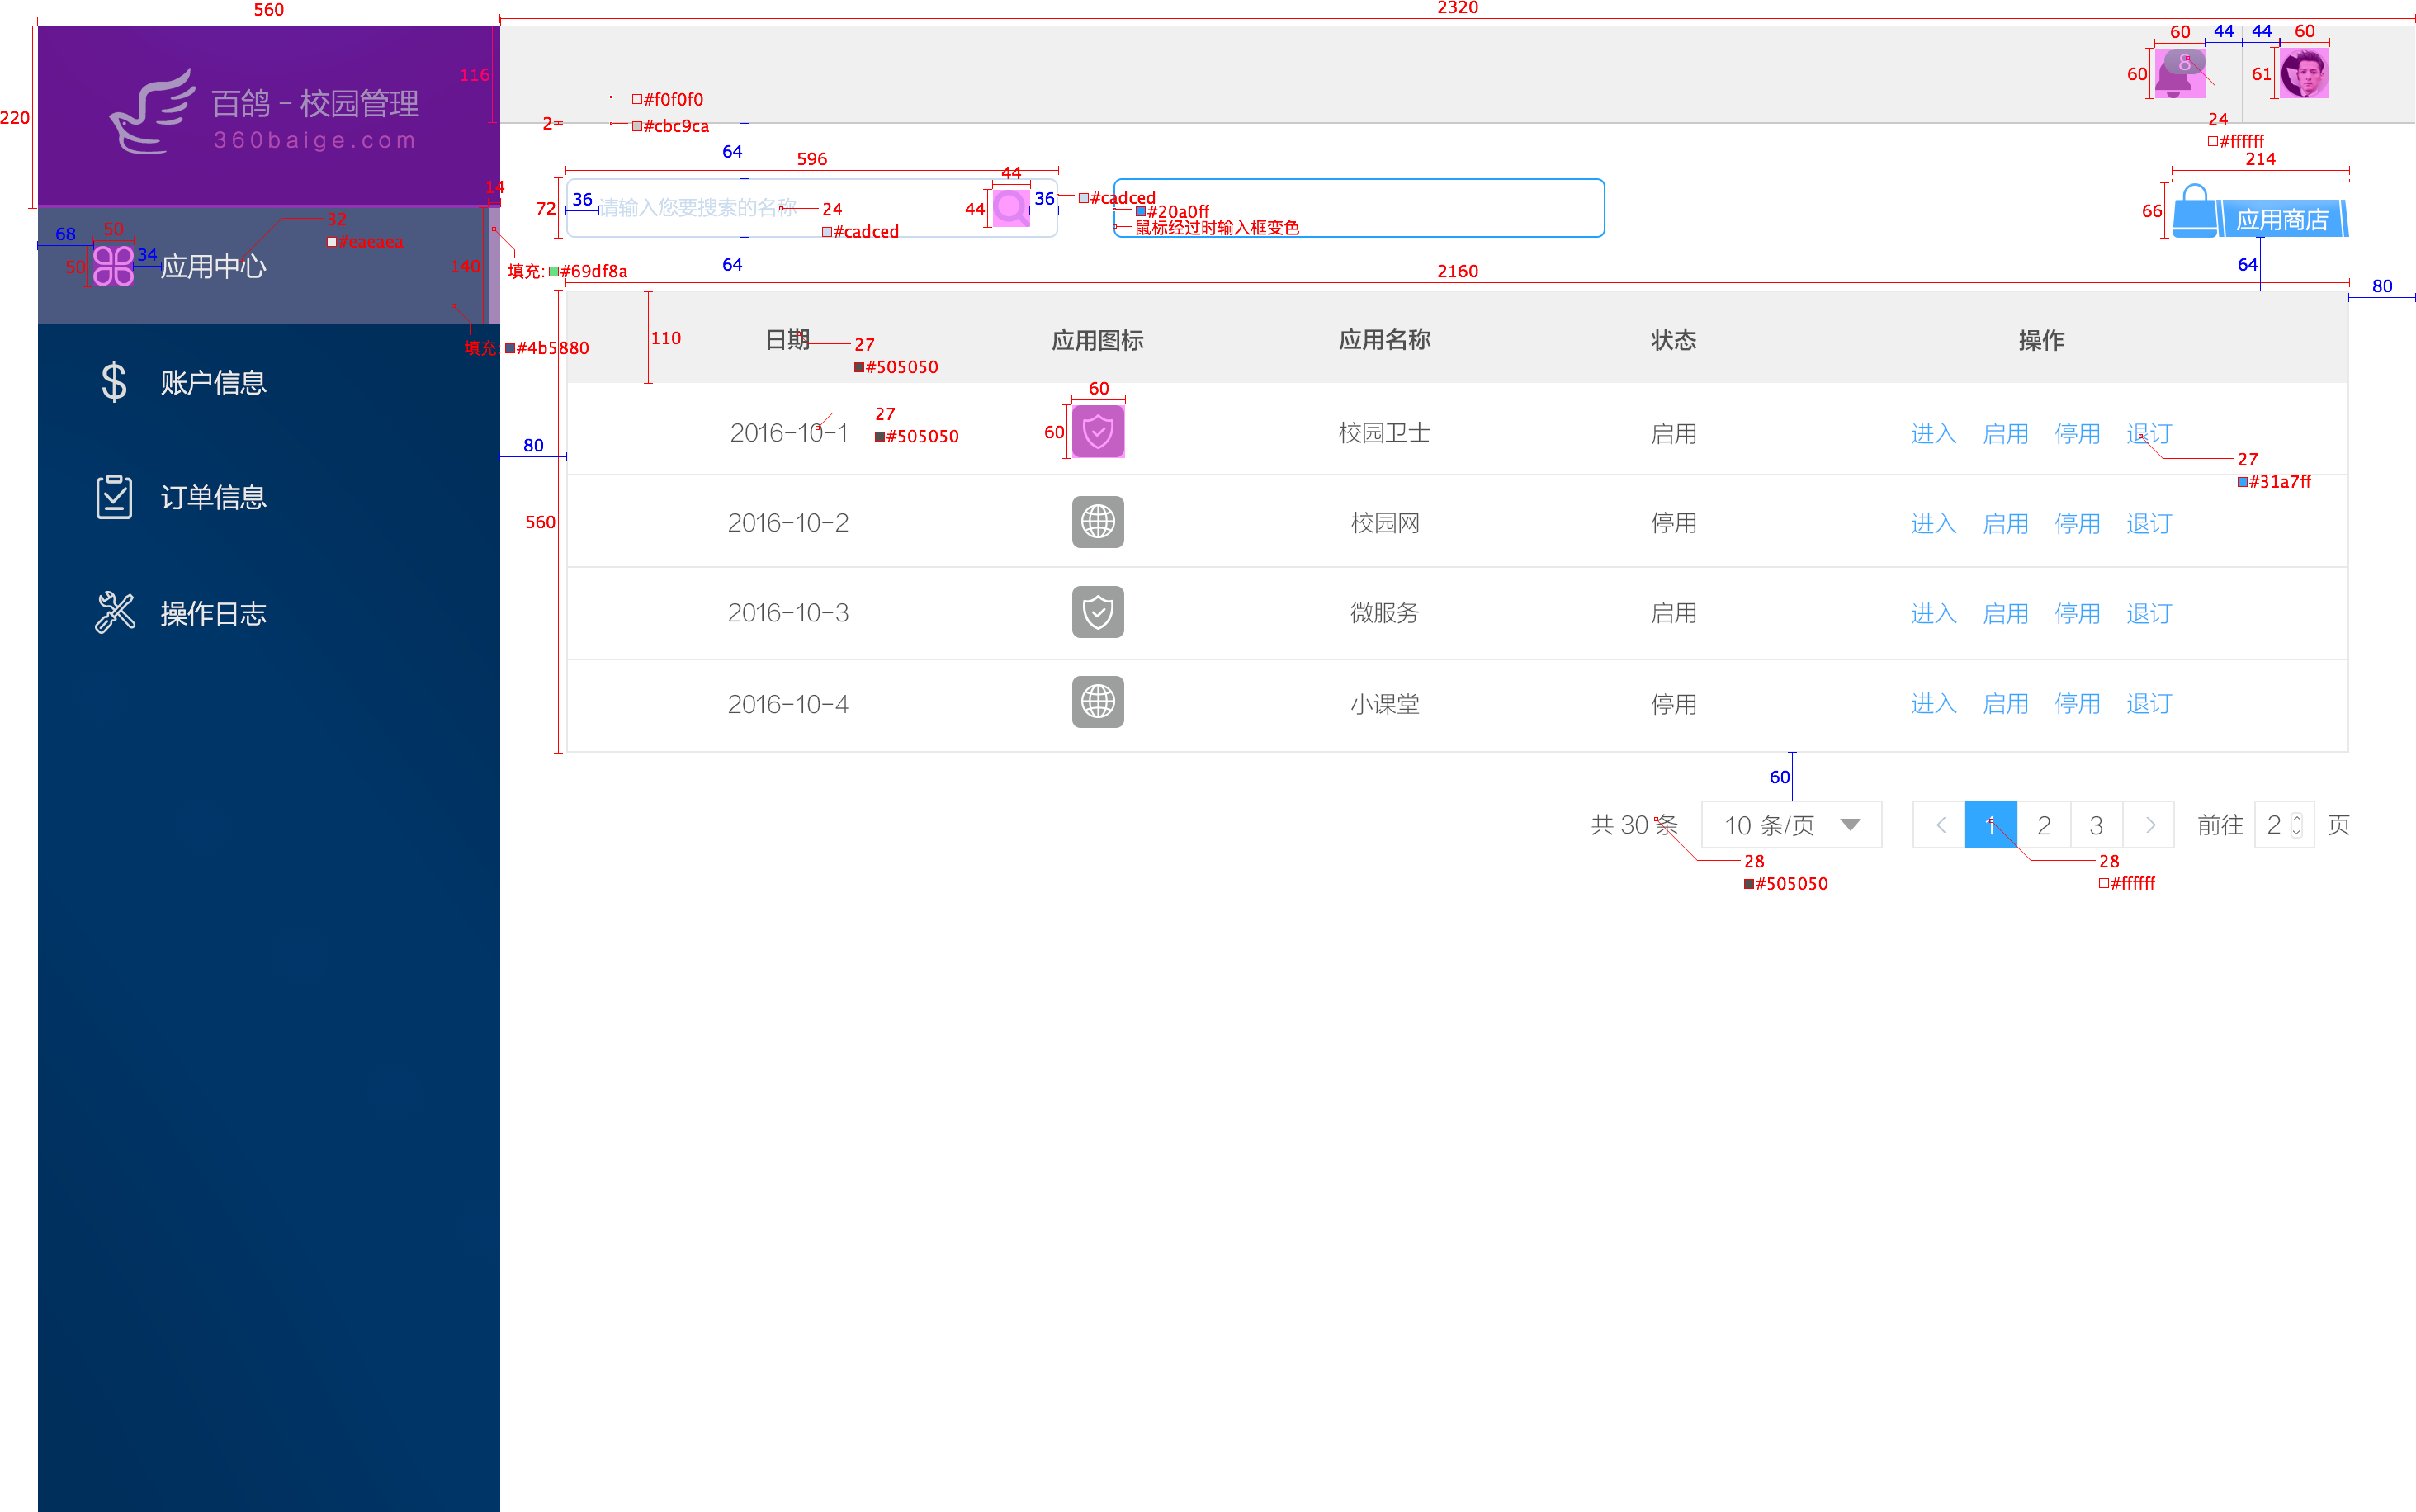 560
2320
60
44
44
60
116
220
60
8
61
百鸽 - 校园管理
360baige.com
#f0f0f0
2
#cbc9ca
24
#ffffff
64
596
214
44
14
36
请输入您要搜索的名称
36
#cadced
72
24
44
#20a0ff
66
应用商店
#cadced
鼠标经过时输入框变色
32
#eaeaea
68
50
34
50
应用中心
140
填充: #69df8a
64
2160
64
80
110
日期
应用图标
应用名称
状态
操作
填充: #4b5880
27
#505050
60
账户信息
27
60
#505050
2016-10-1
校园卫士
启用
进入 启用 停用 退订
80
27
#31a7ff
订单信息
560
2016-10-2
校园网
停用
进入 启用 停用 退订
操作日志
2016-10-3
微服务
启用
进入 启用 停用 退订
2016-10-4
小课堂
停用
进入 启用 停用 退订
60
共 30 条
10 条/页
1
2
3
前往
2
页
28
#505050
28
#ffffff